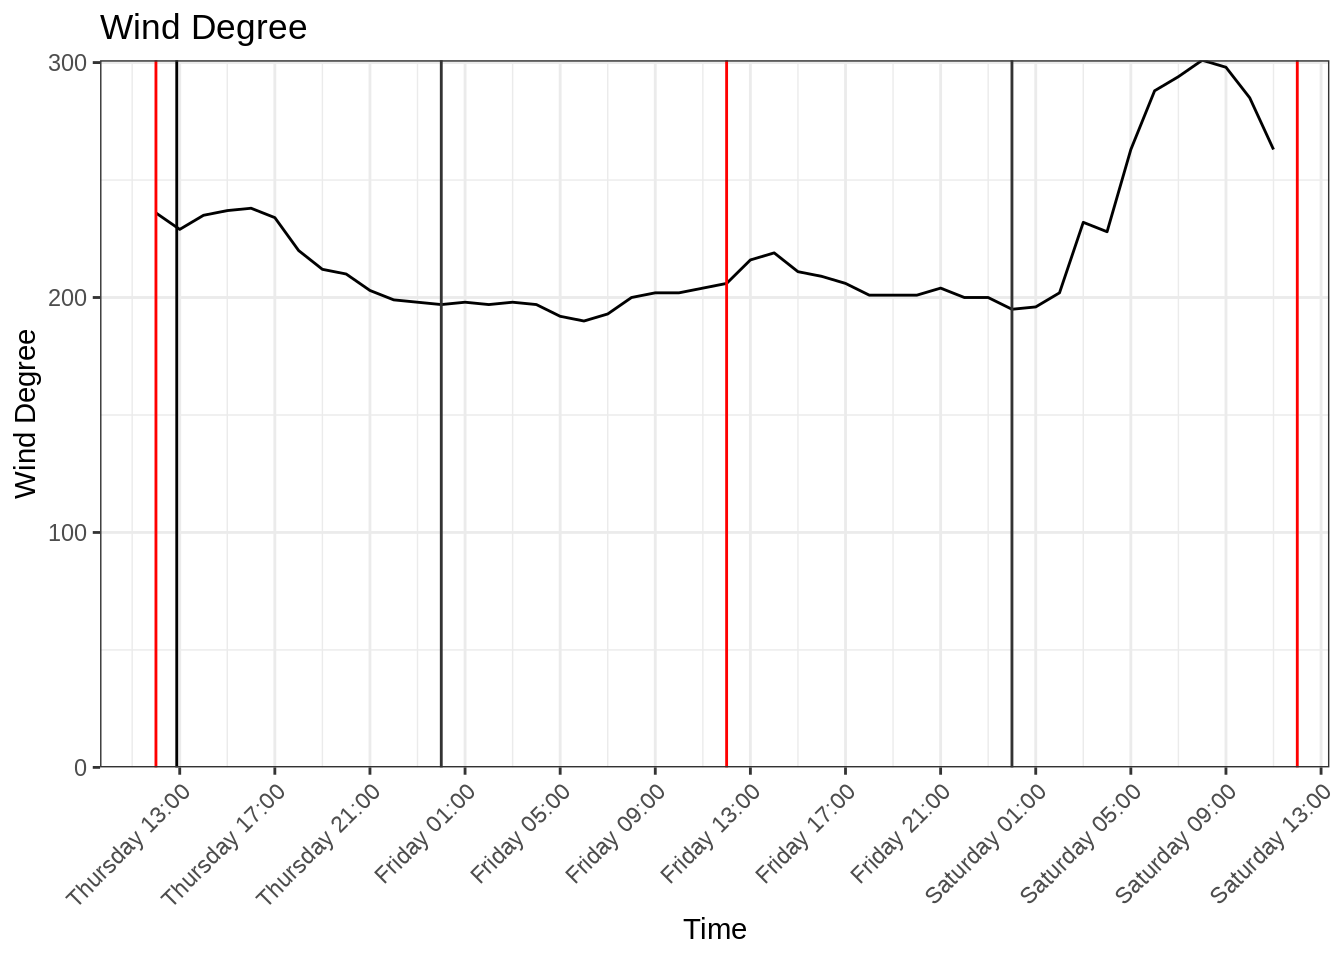 Wind Degree
Wind Degree
300
200
100
0
Thursday 13:00
Thursday 17:00
Thursday 21:00
Friday 01:00
Friday 05:00
Friday 09:00
Friday 13:00
Friday 17:00
Friday 21:00
Saturday 01:00
Saturday 05:00
Saturday 09:00
Saturday 13:00
Time